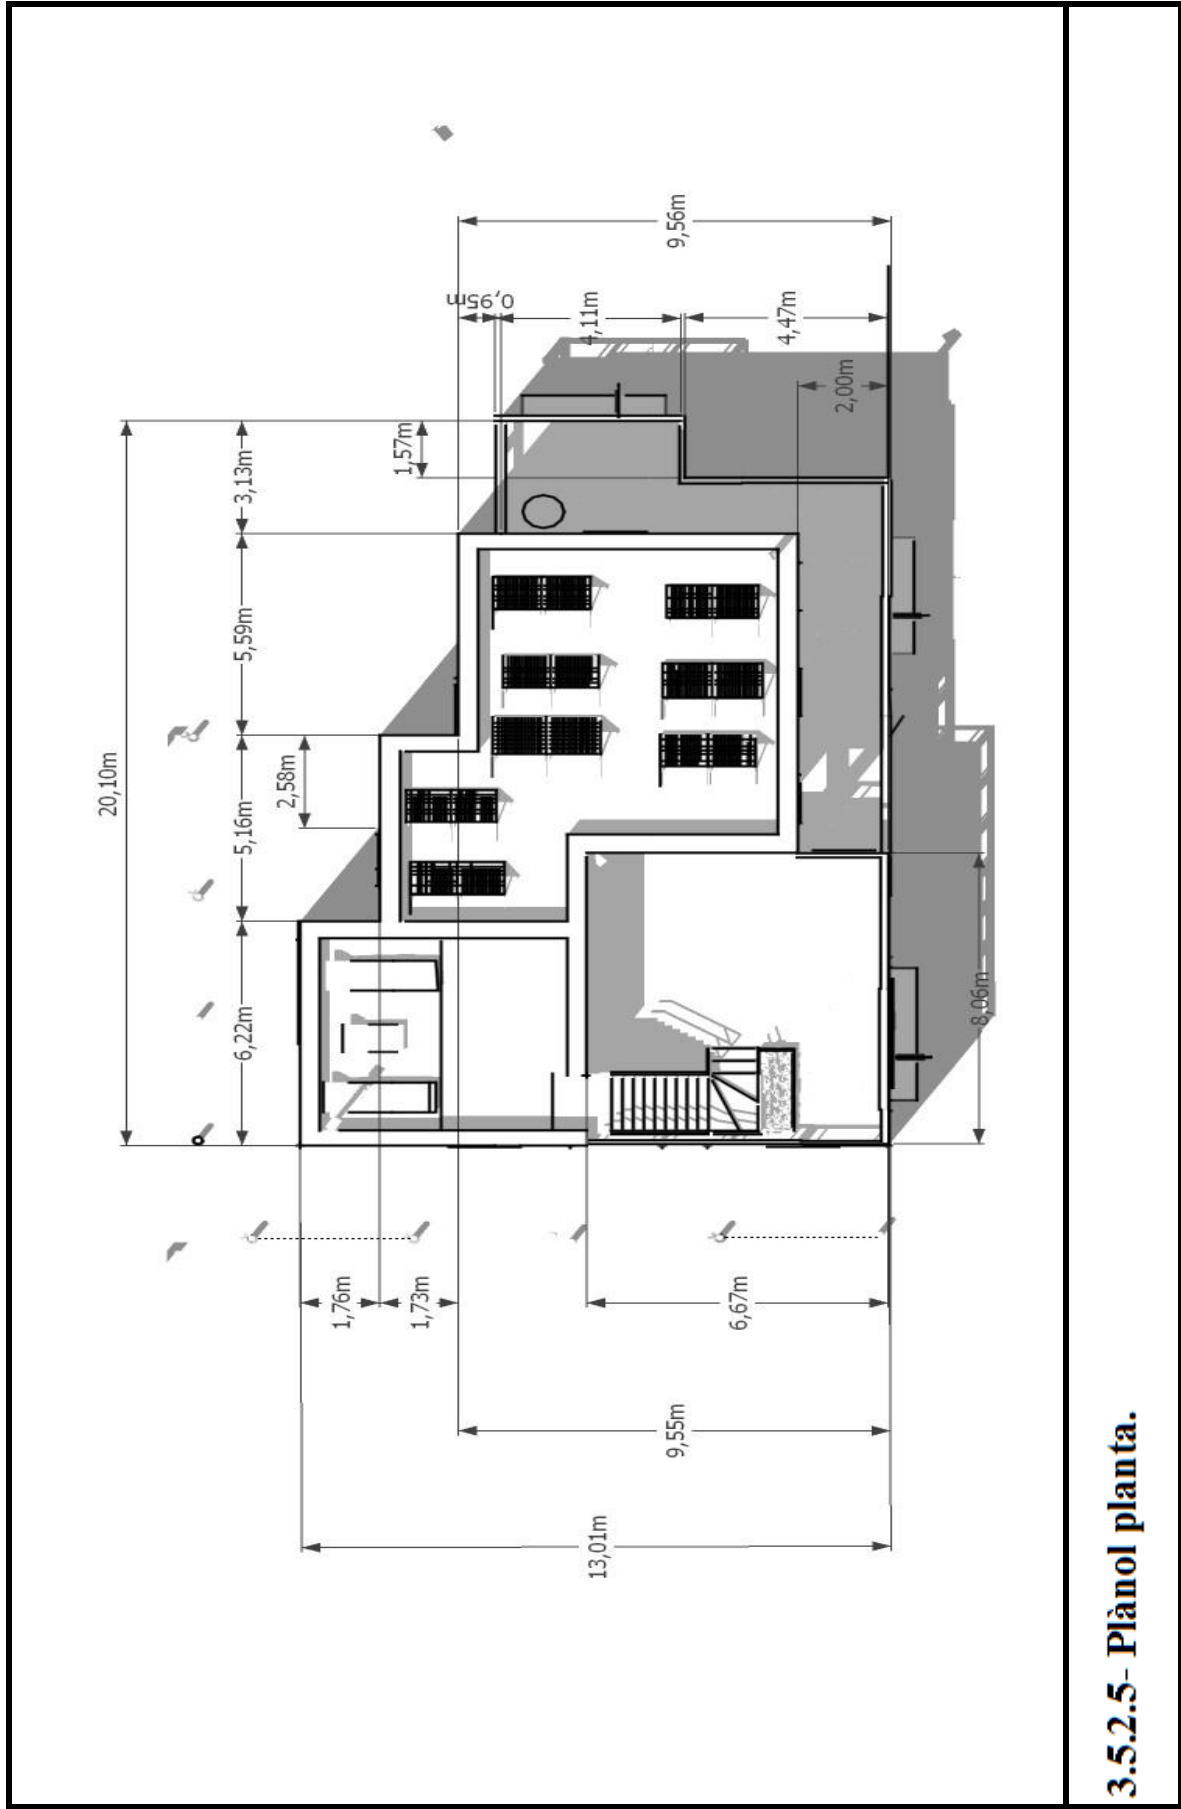 20,10m
6,22m
5,16m
5,59m
3,13m
2,58m
1,57m
0,95m
4,11m
4,47m
9,56m
2,00m
8,06m
1,76m
1,73m
6,67m
9,55m
13,01m
3.5.2.5- Plànol planta.